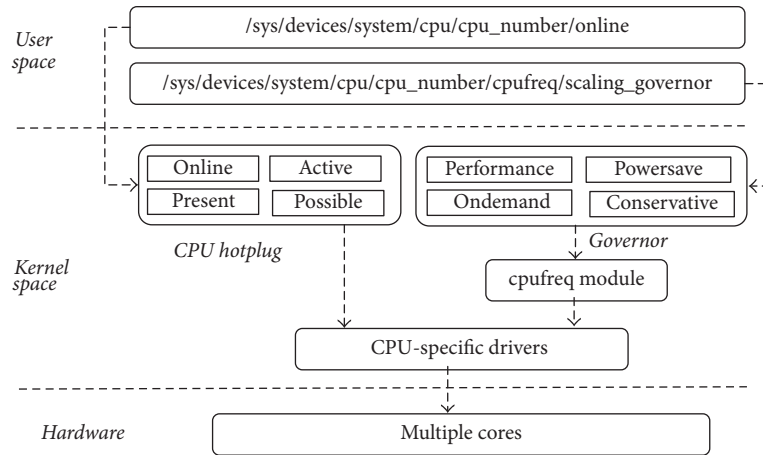 User
space
/sys/devices/system/cpu/cpu_number/online
/sys/devices/system/cpu/cpu_number/cpufreq/scaling_governor
Online
Active
Present
Possible
CPU hotplug
Performance
Powersave
Ondemand
Conservative
Governor
Kernel
space
cpufreq module
CPU-specific drivers
Hardware
Multiple cores